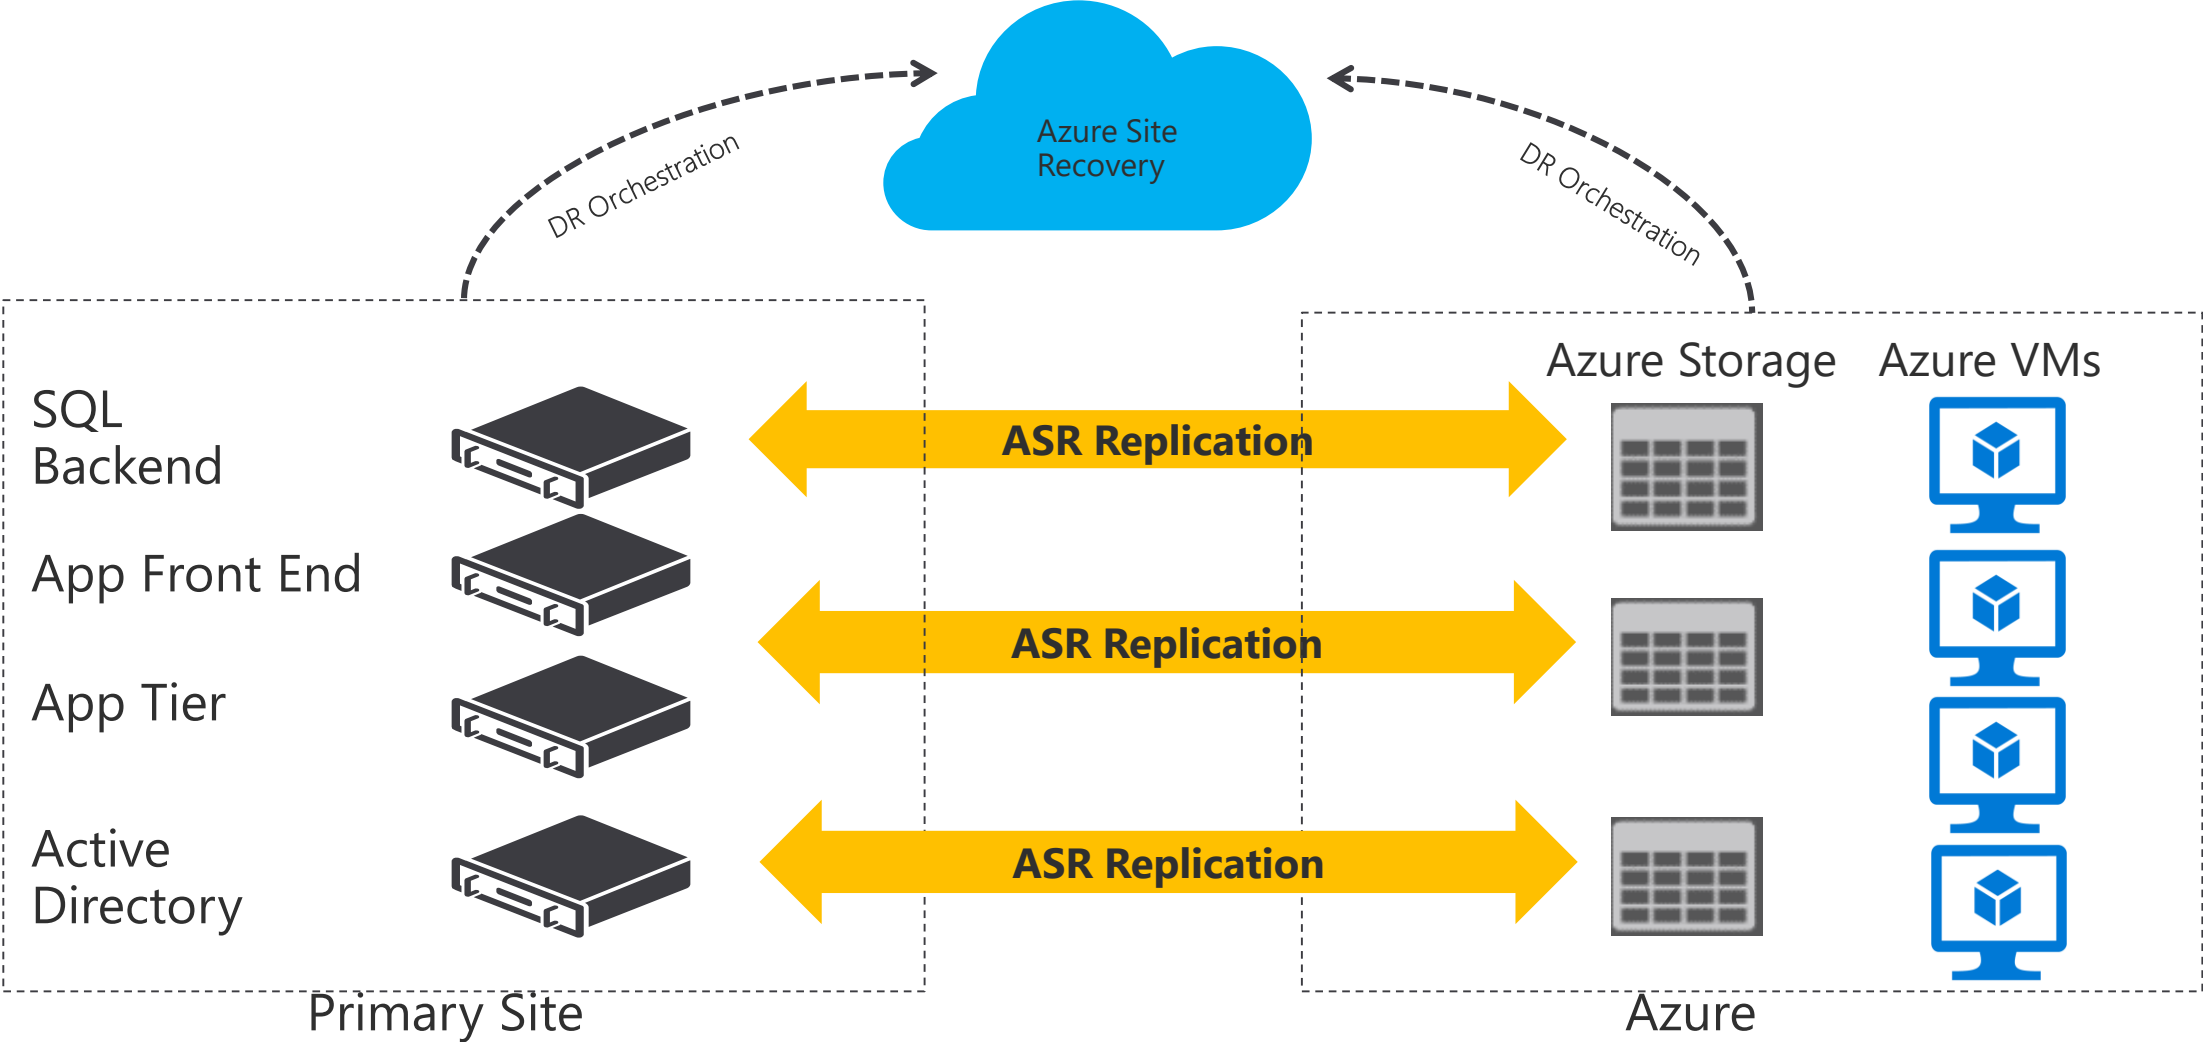 Azure Site
Recovery
DR Orchestration
DR Orchestration
Azure Storage
Azure VMs
SQL
Backend
ASR Replication
App Front End
ASR Replication
App Tier
Active
Directory
ASR Replication
Primary Site
Azure